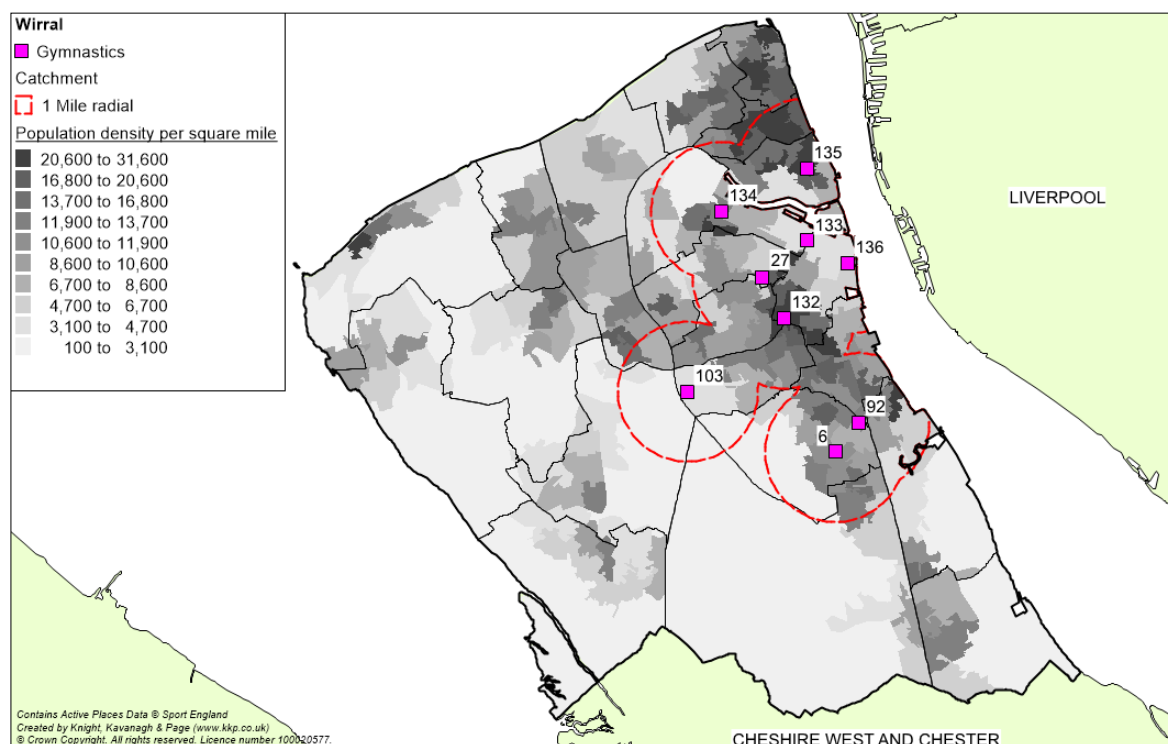 Wirral
Gymnastics
Catchment
1 Mile radial
Population density per square mile
20,600 to 31,600
16,800 to 20,600
13,700 to 16,800
11,900 to 13,700
10,600 to 11,900
8,600 to 10,600
6,700 to 8,600
4,700 to 6,700
3,100 to 4,700
100 to 3,100
135
134
LIVERPOOL
133
136
27
132
103
92
6
Contains Active Places Data © Sport England
Created by Knight, Kavanagh & Page (www.kkp.co.uk)
© Crown Copyright. All rights reserved. Licence number 100020577.
CHESHIRE WEST AND CHESTER